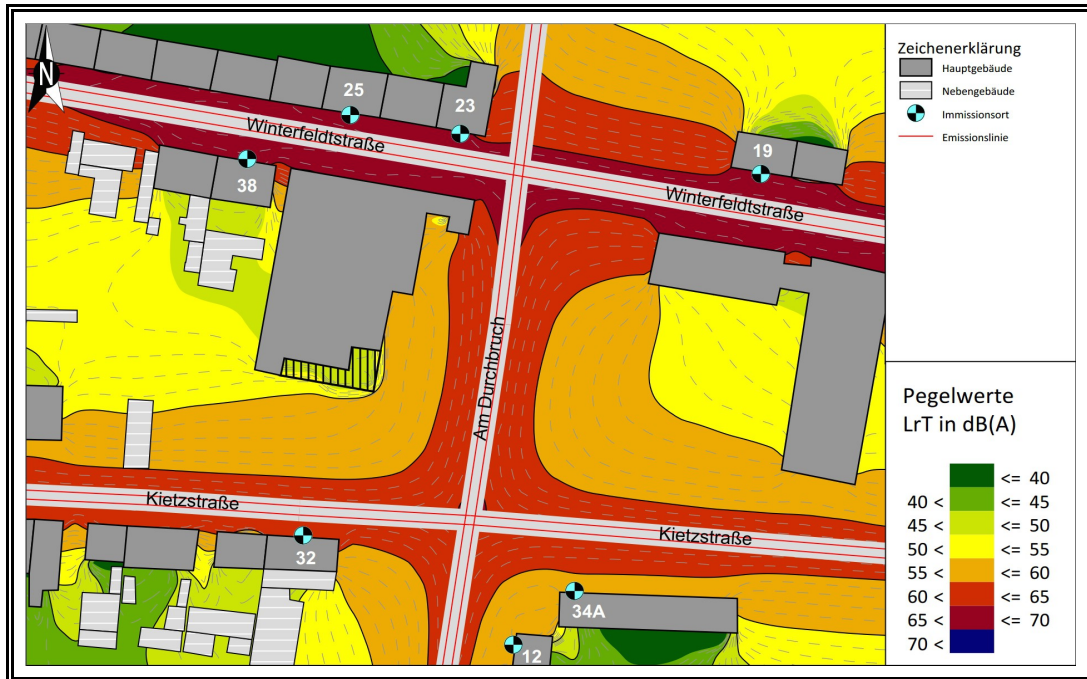 N
25
23
Winterfeldtstraße
38
19
Winterfeldtstraße
Am Durchbruch
Kietzstraße
Kietzstraße
32
34A
12
Zeichenerklärung
Hauptgebäude
Nebengebäude
Immissionsort
Emissionslinie
Pegelwerte
LrT in dB(A)
<= 40
40 < <= 45
45 < <= 50
50 < <= 55
55 < <= 60
60 < <= 65
65 < <= 70
70 <